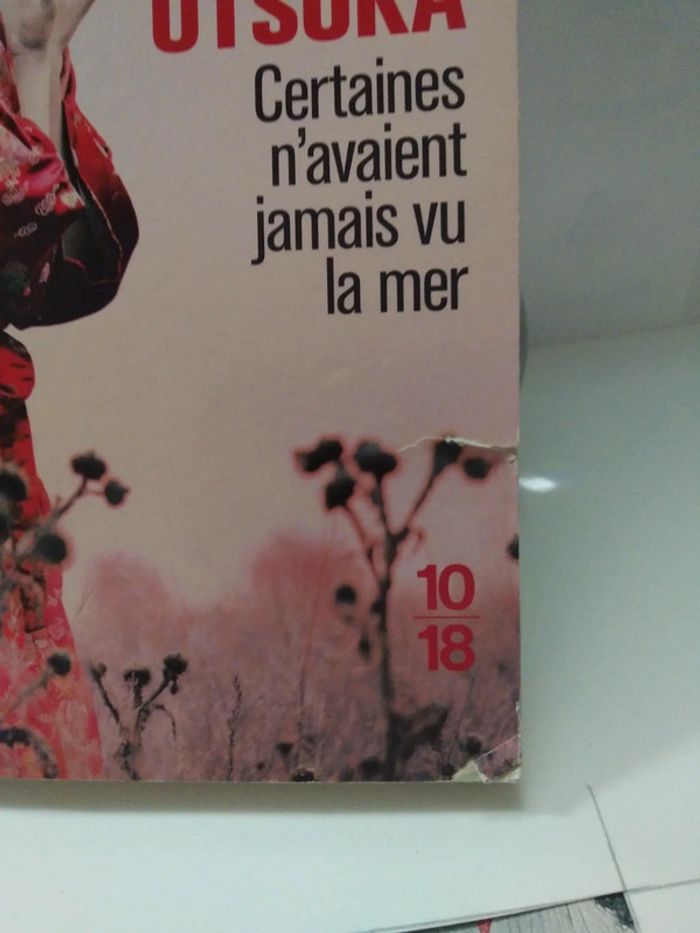 OTSUKA
Certaines
n'avaient
jamais vu
la mer
10
18